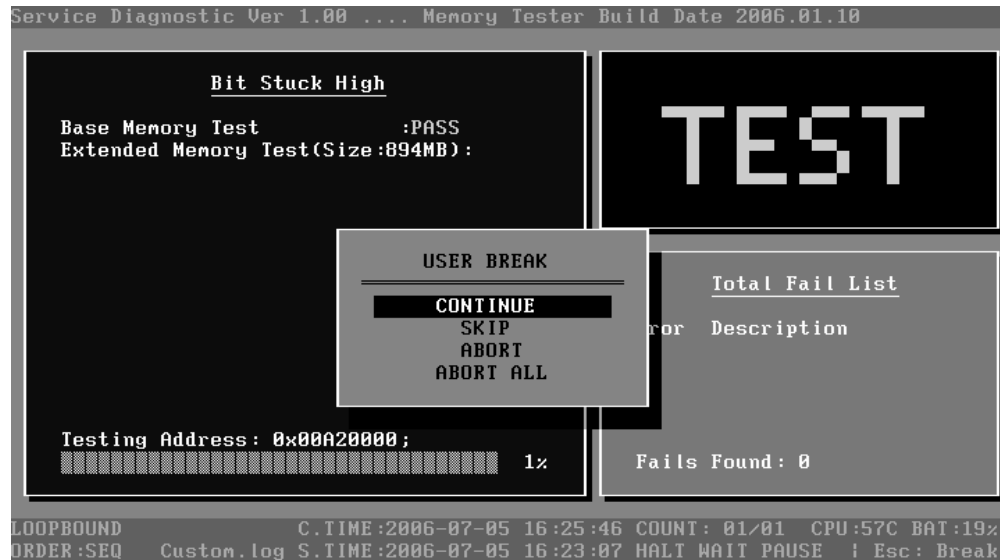 Service Diagnostic Ver 1.00 .... Memory Tester Build Date 2006.01.10
Bit Stuck High
Base Memory Test :PASS
Extended Memory Test(Size:894MB):
TEST
USER BREAK
CONTINUE
SKIP
ABORT
ABORT ALL
Total Fail List
ror Description
Testing Address: 0x00A20000;
1%
Fails Found: 0
LOOPBOUND C.TIME:2006-07-05 16:25:46 COUNT: 01/01 CPU:57C BAT:19%
ORDER:SEQ Custom.log S.TIME:2006-07-05 16:23:07 HALT WAIT PAUSE | Esc: Break